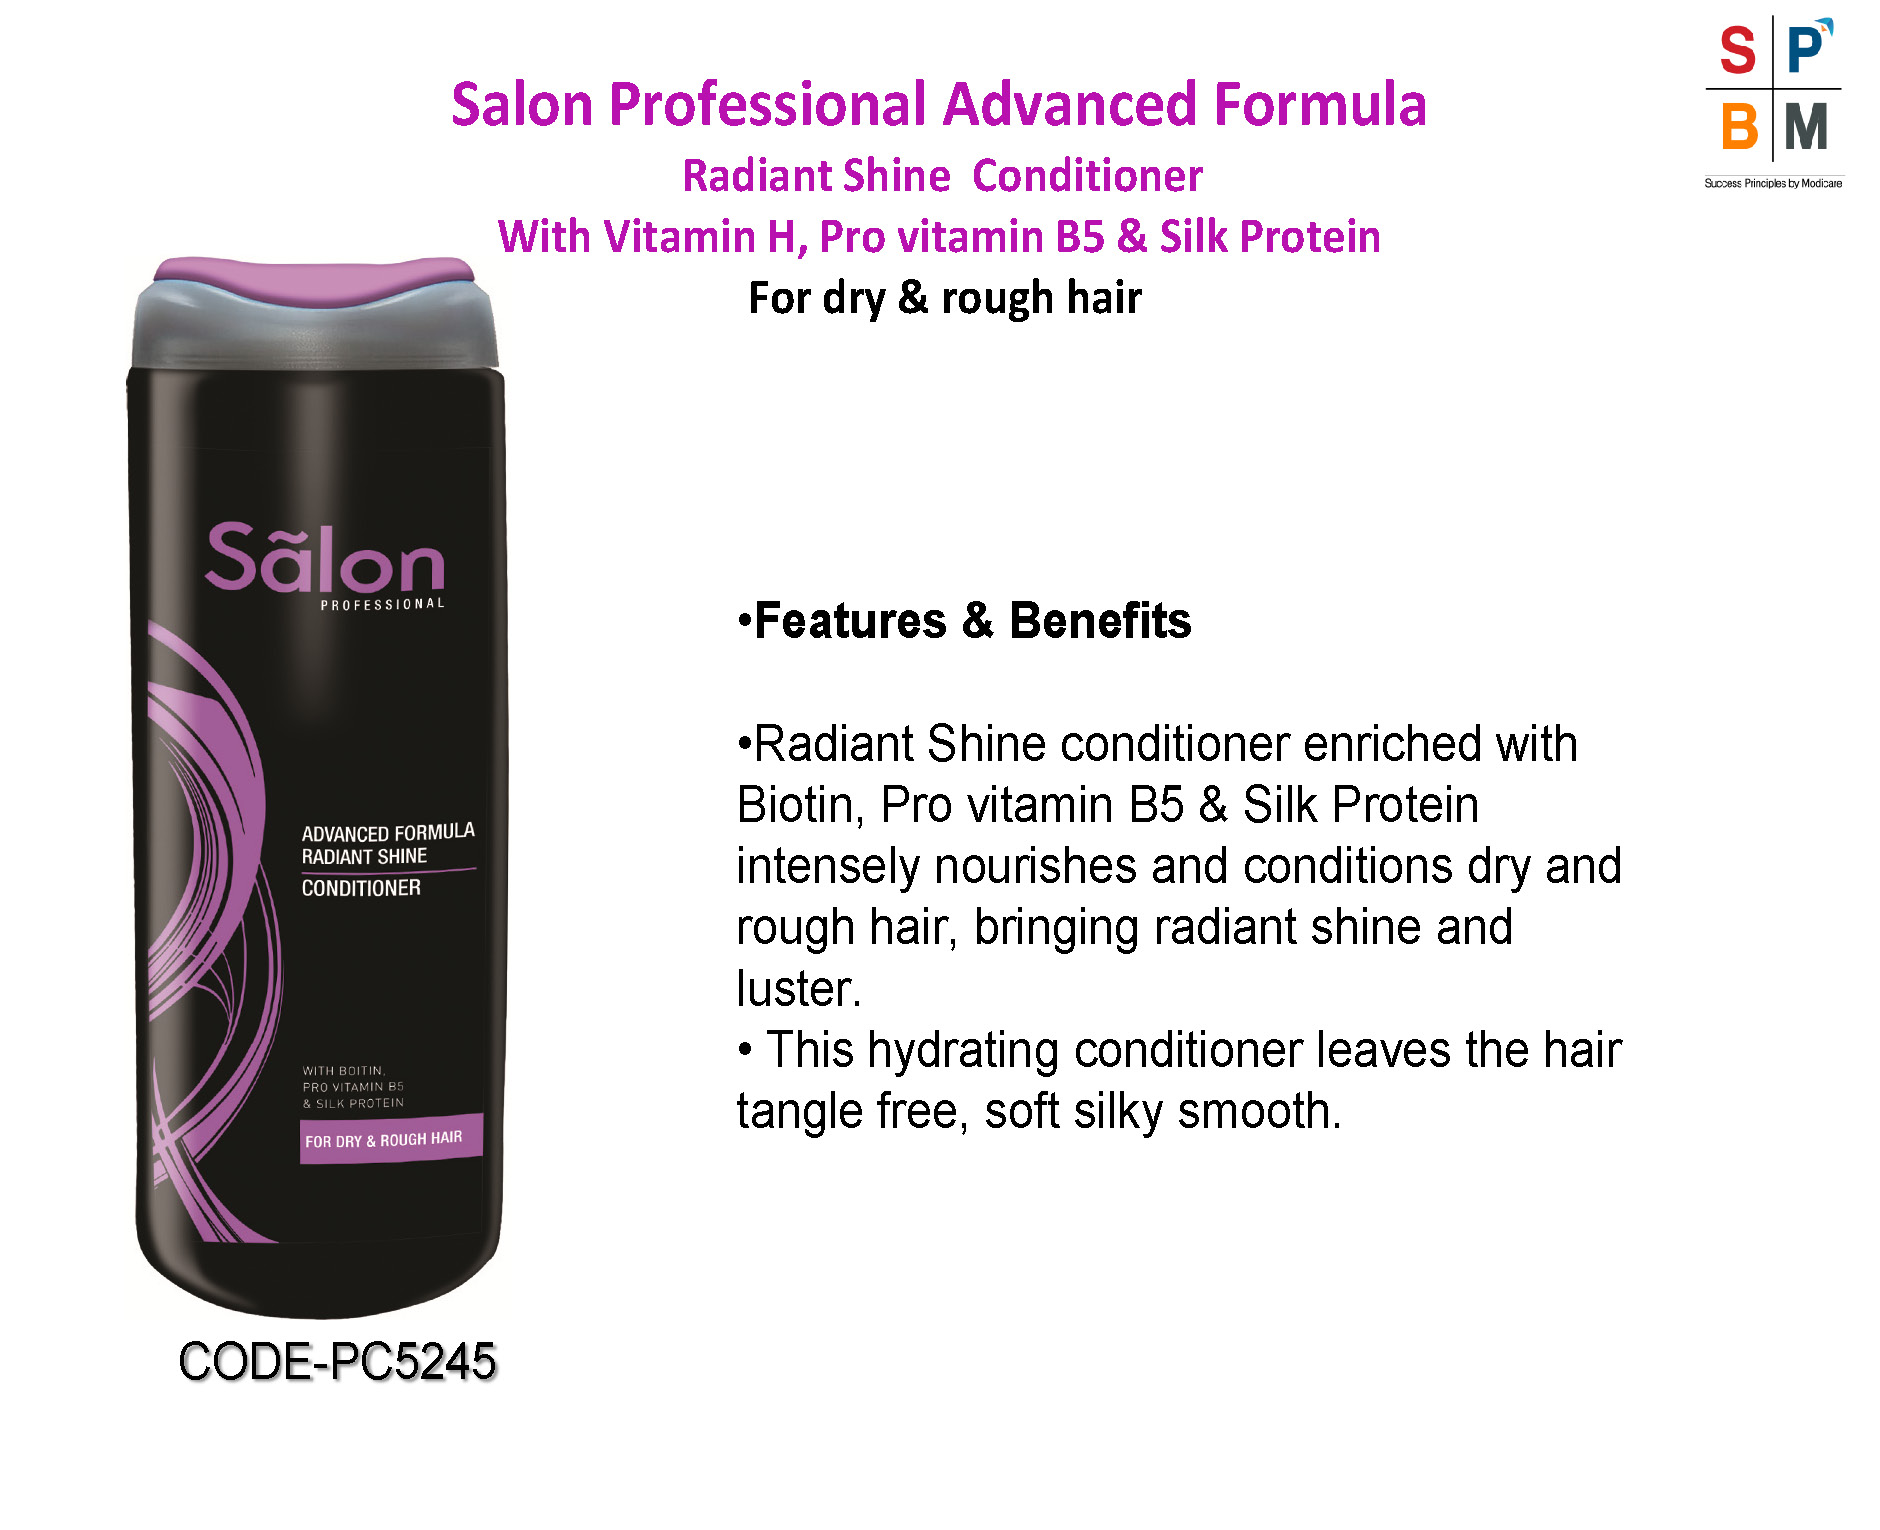 Salon Professional Advanced Formula
Radiant Shine Conditioner
With Vitamin H, Pro vitamin B5 & Silk Protein
For dry & rough hair
S P
B M
Success Principles by Modicare
Sãlon
PROFESSIONAL
ADVANCED FORMULA
RADIANT SHINE
CONDITIONER
WITH BOITIN,
PRO VITAMIN B5
& SILK PROTEIN
FOR DRY & ROUGH HAIR
CODE-PC5245
•Features & Benefits
•Radiant Shine conditioner enriched with
Biotin, Pro vitamin B5 & Silk Protein
intensely nourishes and conditions dry and
rough hair, bringing radiant shine and
luster.
• This hydrating conditioner leaves the hair
tangle free, soft silky smooth.